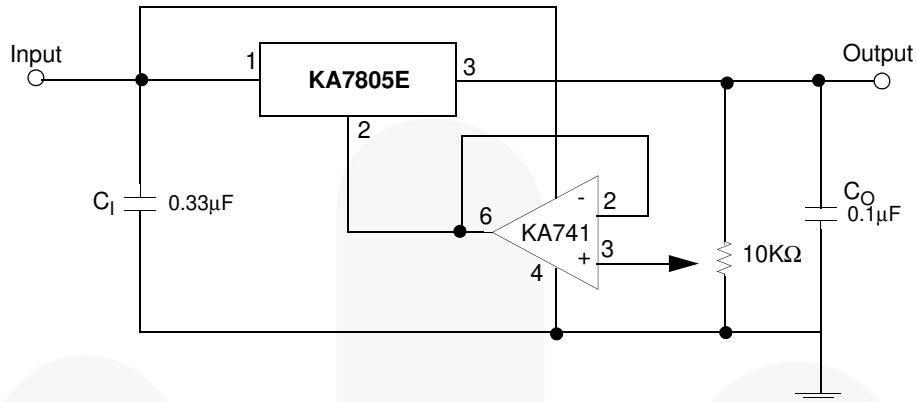 Input
Output
1
KA7805E
3
2
C_I
0.33μF
6
-
2
KA741
+
3
4
C_O
0.1μF
10KΩ